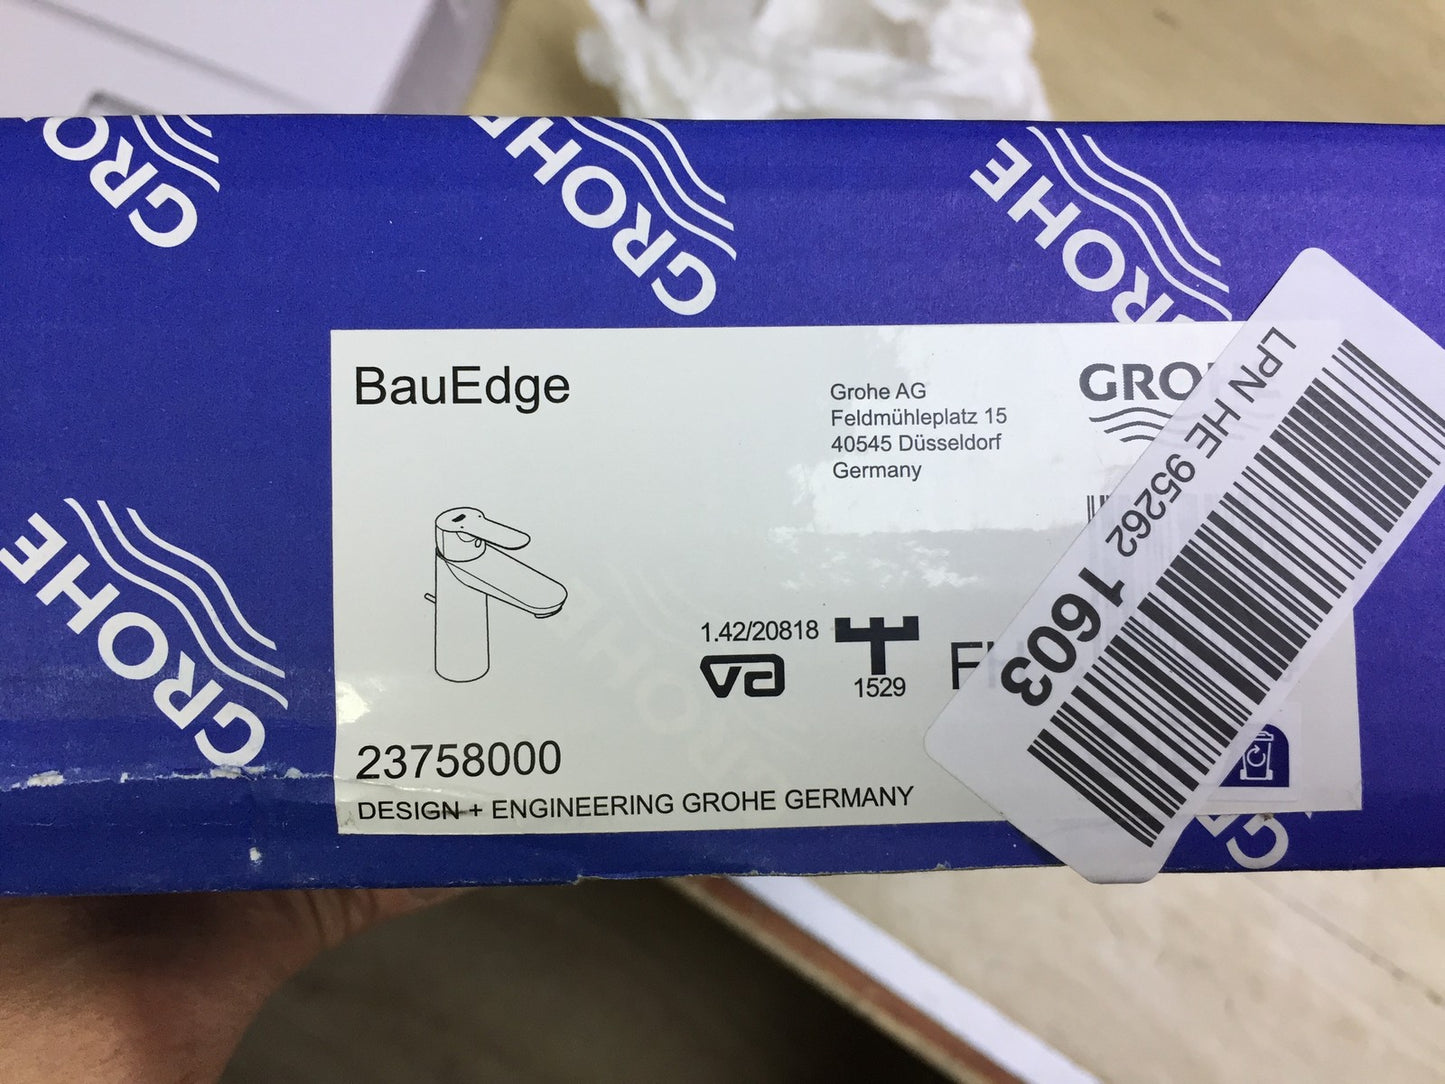 GROHE
GROHE
GROHE
BauEdge
Grohe AG
Feldmühleplatz 15
40545 Düsseldorf
Germany
LPN HE 95262 1603
1.42/20818
1529
GROHE
23758000
DESIGN + ENGINEERING GROHE GERMANY